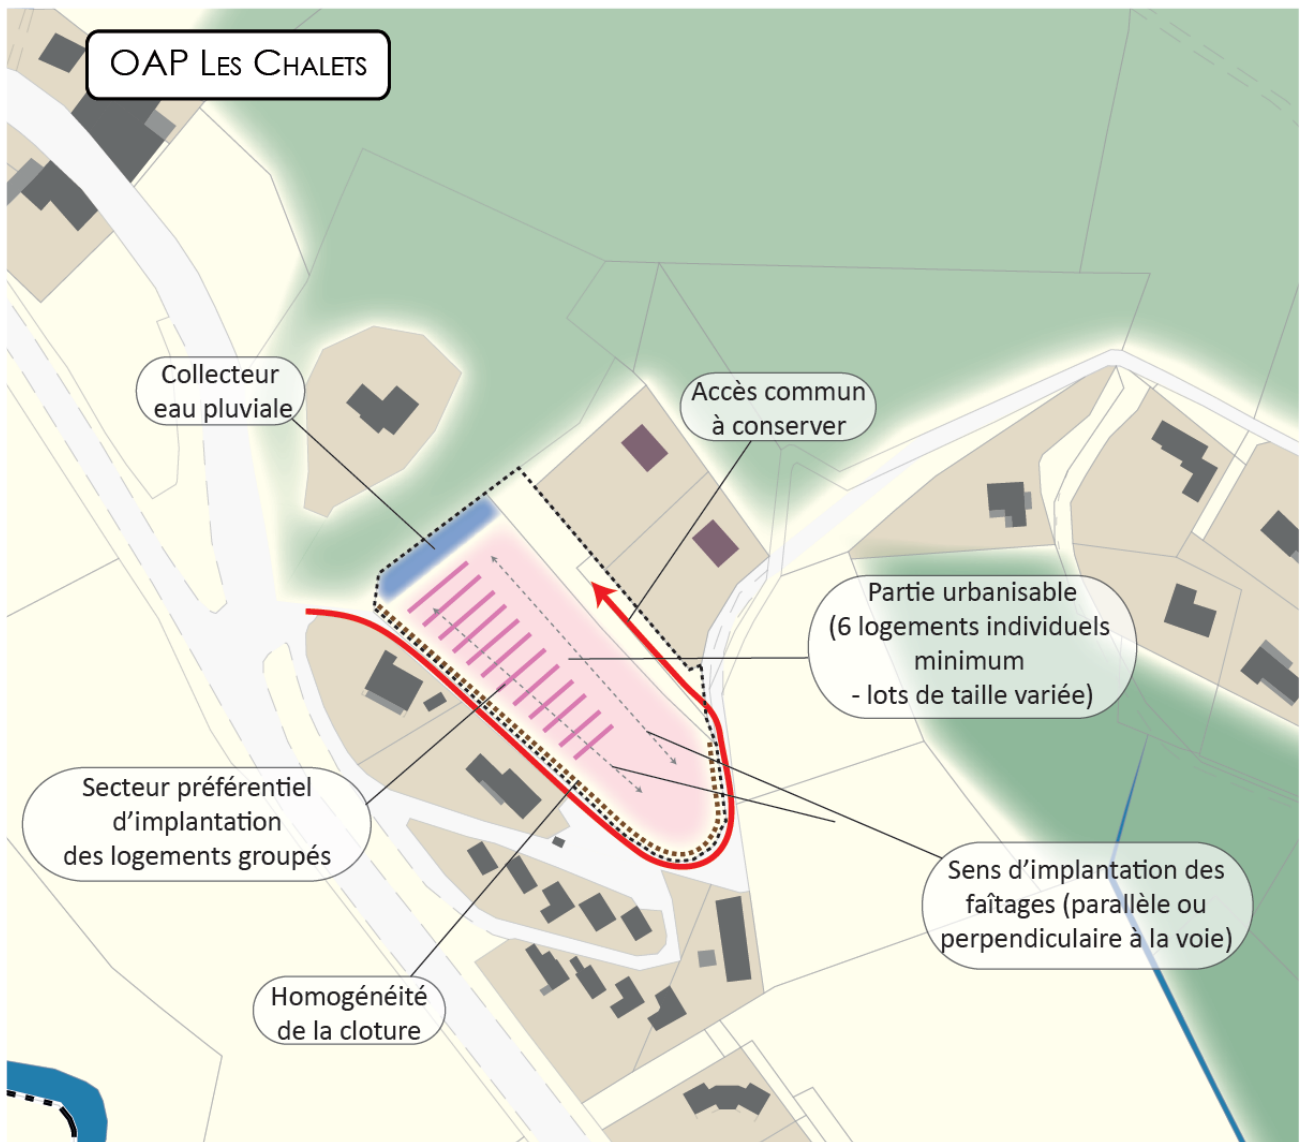 OAP Les Chalets
Collecteur
eau pluviale
Accès commun
à conserver
Partie urbanisable
(6 logements individuels
minimum
- lots de taille variée)
Secteur préférentiel
d’implantation
des logements groupés
Sens d’implantation des
faîtages (parallèle ou
perpendiculaire à la voie)
Homogénéité
de la cloture